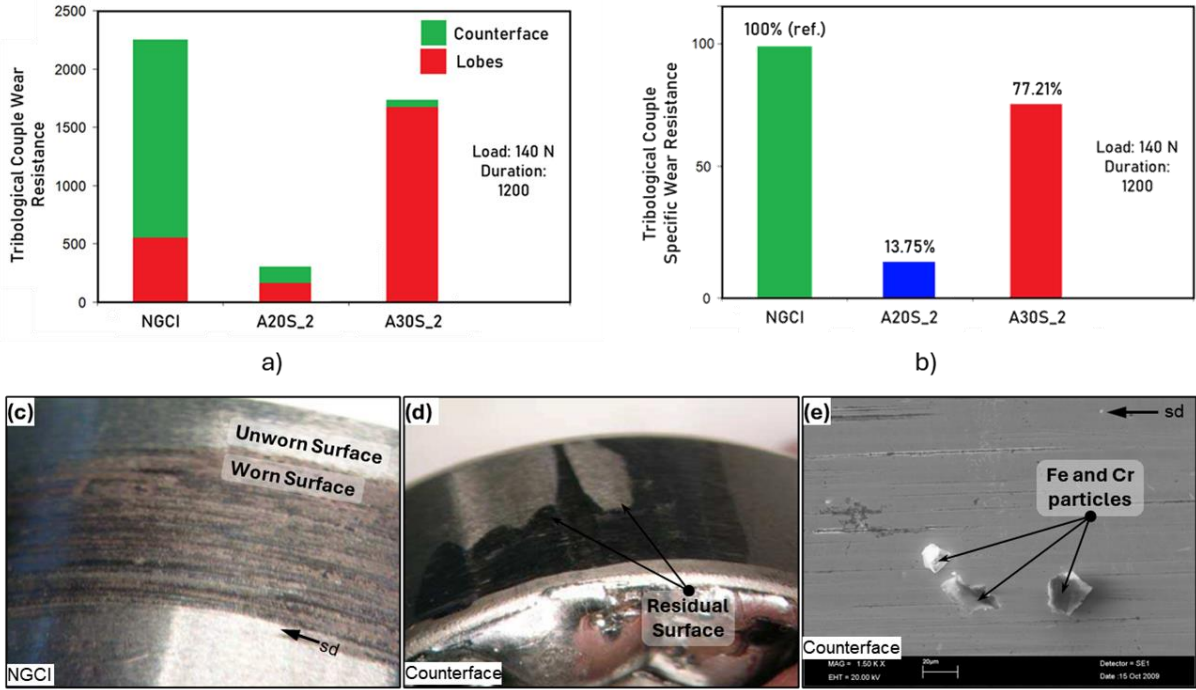 2500
2000
1500
1000
500
0
Tribological Couple Wear
Resistance
Counterface
Lobes
Load: 140 N
Duration:
1200
NGCI
A20S_2
A30S_2
a)
100
50
0
Tribological Couple
Specific Wear Resistance
100% (ref.)
13.75%
77.21%
Load: 140 N
Duration:
1200
NGCI
A20S_2
A30S_2
b)
(c)
Unworn Surface
Worn Surface
sd
NGCI
(d)
Residual
Surface
Counterface
(e)
sd
Fe and Cr
particles
Counterface
MAG = 1.50 K X
EHT = 20.00 kV
20µm
Detector = SE1
Date :15 Oct 2009